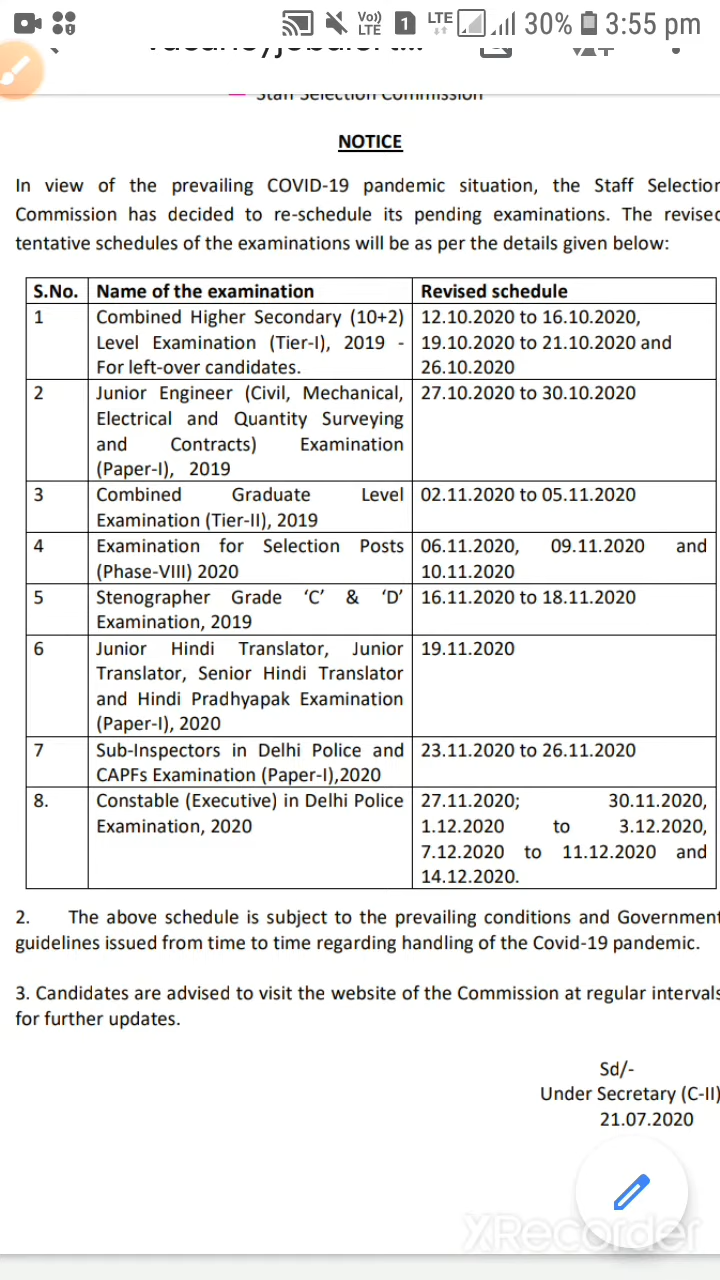 Vo))
LTE
1
LTE
30%
3:55 pm
Staff Selection Commission
NOTICE
In view of the prevailing COVID-19 pandemic situation, the Staff Selection
Commission has decided to re-schedule its pending examinations. The revised
tentative schedules of the examinations will be as per the details given below:
S.No. Name of the examination Revised schedule
1 Combined Higher Secondary (10+2) 12.10.2020 to 16.10.2020,
Level Examination (Tier-I), 2019 - 19.10.2020 to 21.10.2020 and
For left-over candidates. 26.10.2020
2 Junior Engineer (Civil, Mechanical, 27.10.2020 to 30.10.2020
Electrical and Quantity Surveying
and Contracts) Examination
(Paper-I), 2019
3 Combined Graduate Level 02.11.2020 to 05.11.2020
Examination (Tier-II), 2019
4 Examination for Selection Posts 06.11.2020, 09.11.2020 and
(Phase-VIII) 2020 10.11.2020
5 Stenographer Grade ‘C’ & ‘D’ 16.11.2020 to 18.11.2020
Examination, 2019
6 Junior Hindi Translator, Junior 19.11.2020
Translator, Senior Hindi Translator
and Hindi Pradhyapak Examination
(Paper-I), 2020
7 Sub-Inspectors in Delhi Police and 23.11.2020 to 26.11.2020
CAPFs Examination (Paper-I),2020
8. Constable (Executive) in Delhi Police 27.11.2020; 30.11.2020,
Examination, 2020 1.12.2020 to 3.12.2020,
7.12.2020 to 11.12.2020 and
14.12.2020.
2. The above schedule is subject to the prevailing conditions and Government
guidelines issued from time to time regarding handling of the Covid-19 pandemic.
3. Candidates are advised to visit the website of the Commission at regular intervals
for further updates.
Sd/-
Under Secretary (C-II)
21.07.2020
XRecorder